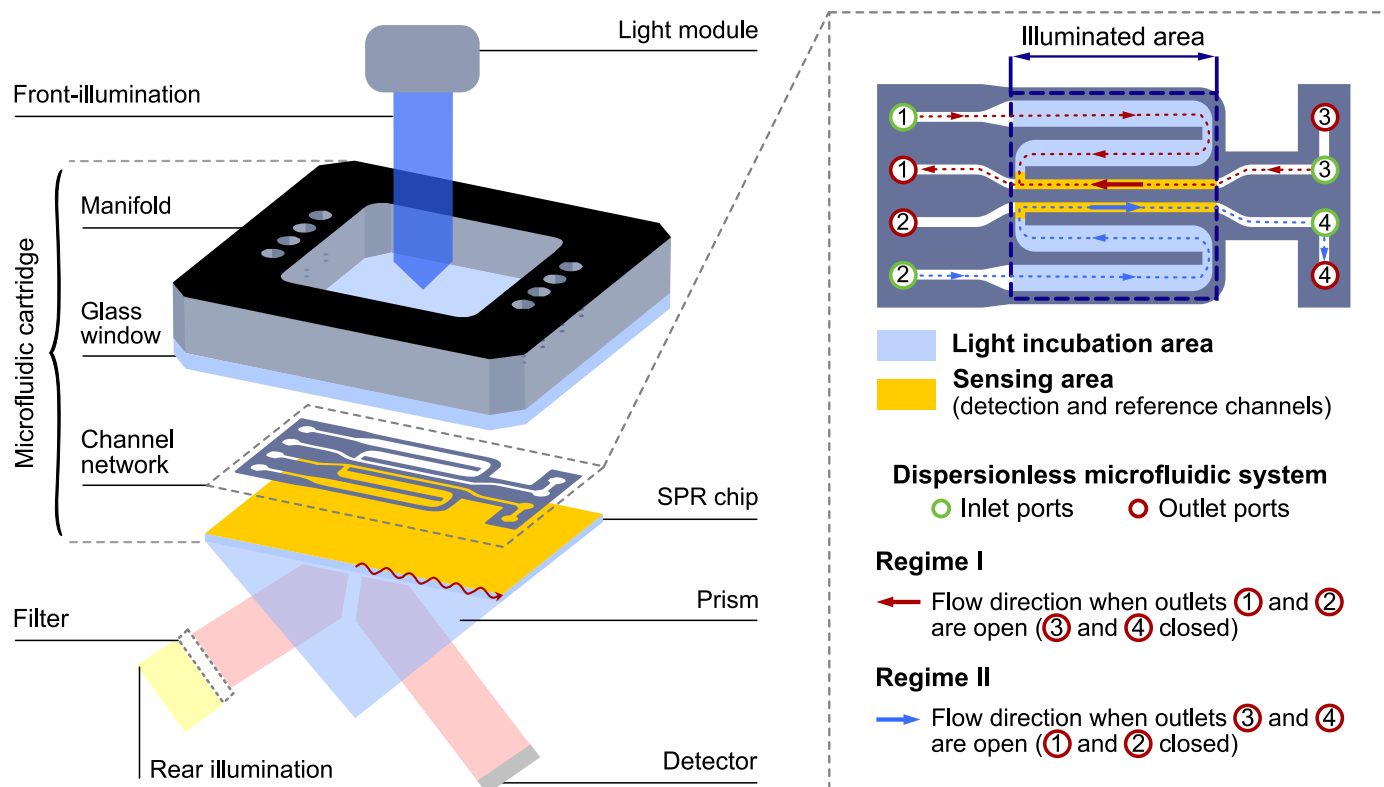 Light module
Front-illumination
Manifold
Microfluidic cartridge
Glass
window
Channel
network
SPR chip
Prism
Filter
Rear illumination
Detector
Illuminated area
1
3
1
3
2
4
2
4
Light incubation area
Sensing area
(detection and reference channels)
Dispersionless microfluidic system
Inlet ports Outlet ports
Regime I
Flow direction when outlets 1 and 2
are open (3 and 4 closed)
Regime II
Flow direction when outlets 3 and 4
are open (1 and 2 closed)